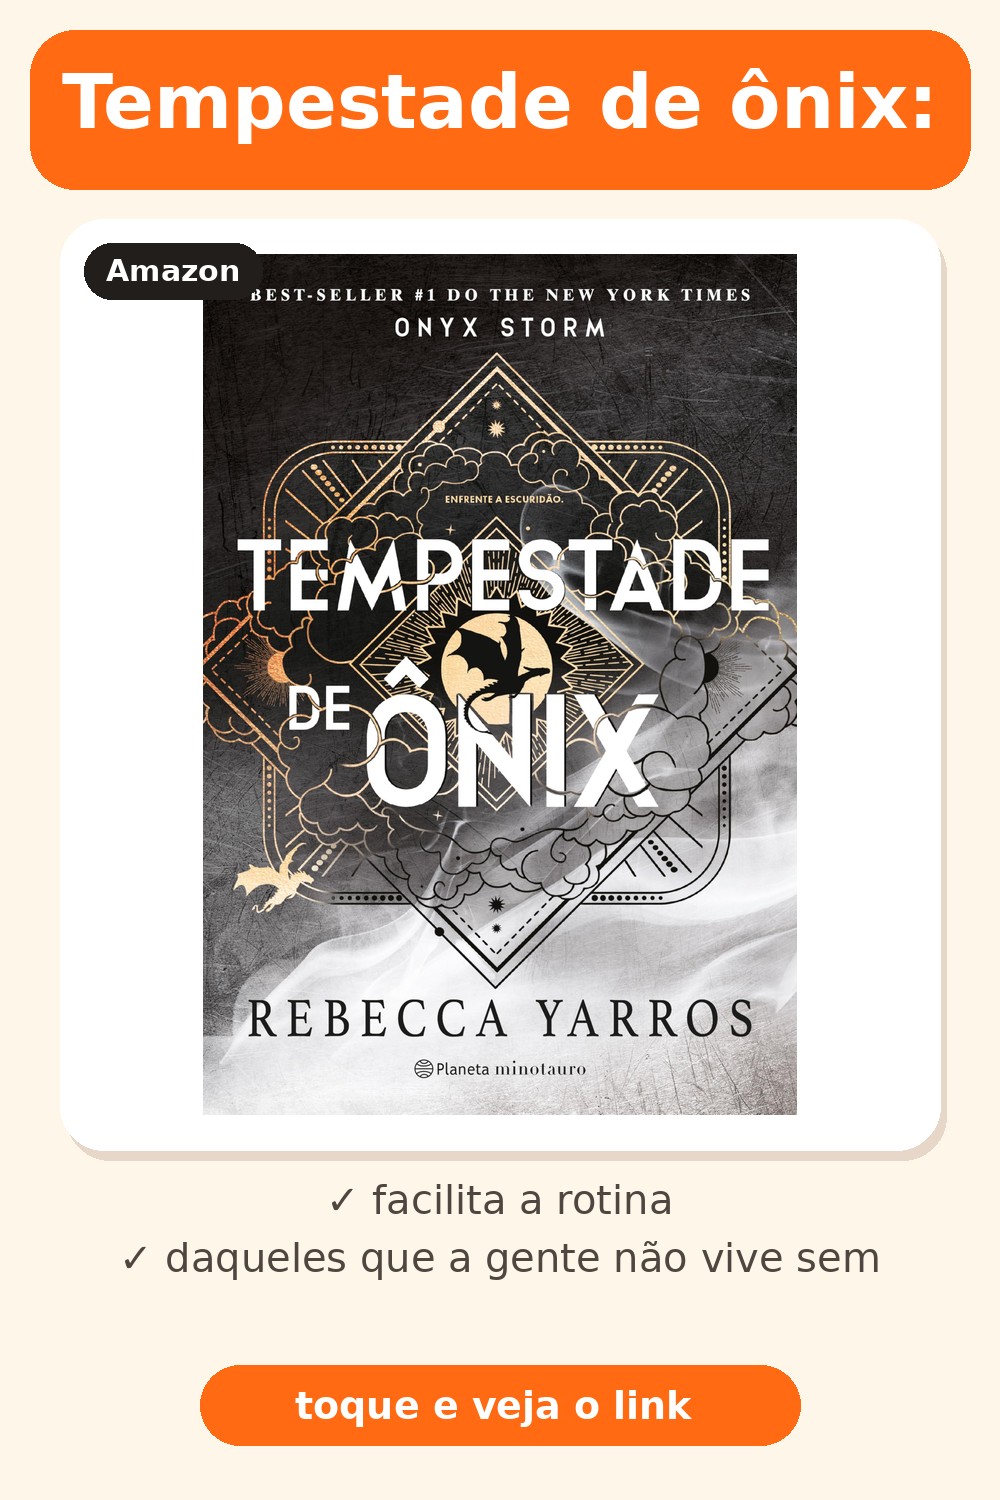 Tempestade de ônix:
Amazon
BEST-SELLER #1 DO THE NEW YORK TIMES
ONYX STORM
ENFRENTE A ESCURIDÃO.
TEMPESTADE
DE ÔNIX
REBECCA YARROS
Planeta minotauro
✓ facilita a rotina
✓ daqueles que a gente não vive sem
toque e veja o link